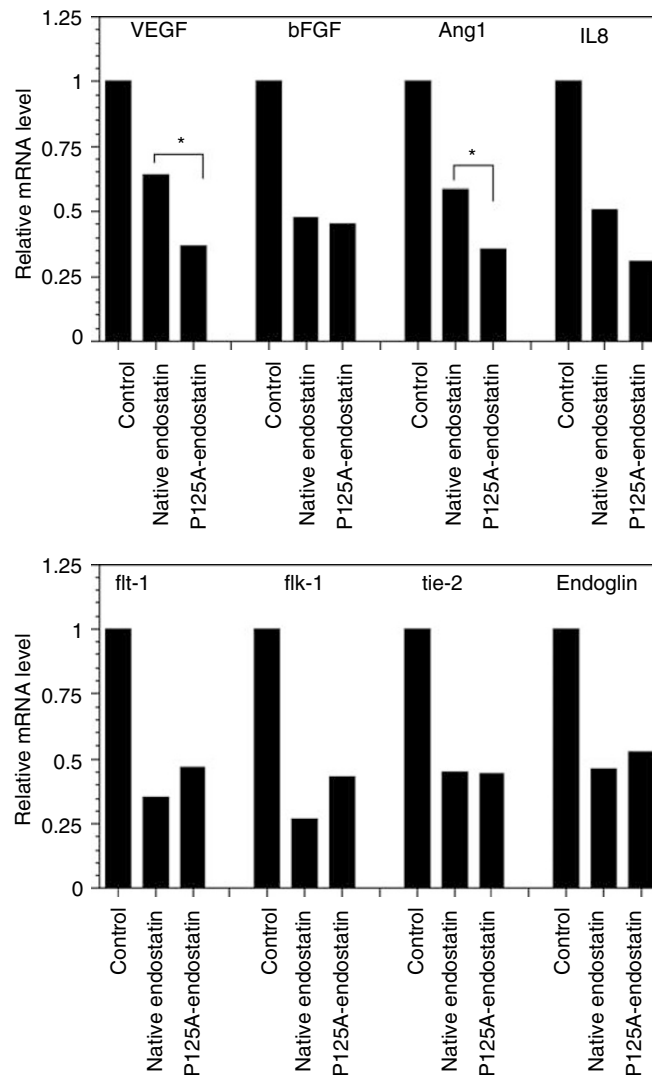 VEGF bFGF Ang1 IL8
Relative mRNA level
1.25
1
0.75
0.5
0.25
0
* *
Control
Native endostatin
P125A-endostatin
Control
Native endostatin
P125A-endostatin
Control
Native endostatin
P125A-endostatin
Control
Native endostatin
P125A-endostatin
flt-1 flk-1 tie-2 Endoglin
Relative mRNA level
1.25
1
0.75
0.5
0.25
0
Control
Native endostatin
P125A-endostatin
Control
Native endostatin
P125A-endostatin
Control
Native endostatin
P125A-endostatin
Control
Native endostatin
P125A-endostatin